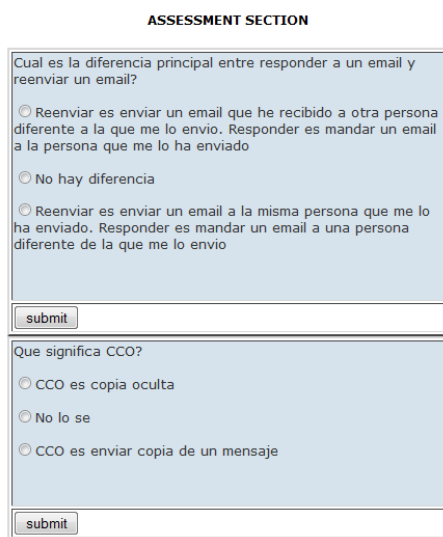 ASSESSMENT SECTION
Cual es la diferencia principal entre responder a un email y
reenviar un email?
Reenviar es enviar un email que he recibido a otra persona
diferente a la que me lo envio. Responder es mandar un email
a la persona que me lo ha enviado
No hay diferencia
Reenviar es enviar un email a la misma persona que me lo
ha enviado. Responder es mandar un email a una persona
diferente de la que me lo envio
submit
Que significa CCO?
CCO es copia oculta
No lo se
CCO es enviar copia de un mensaje
submit